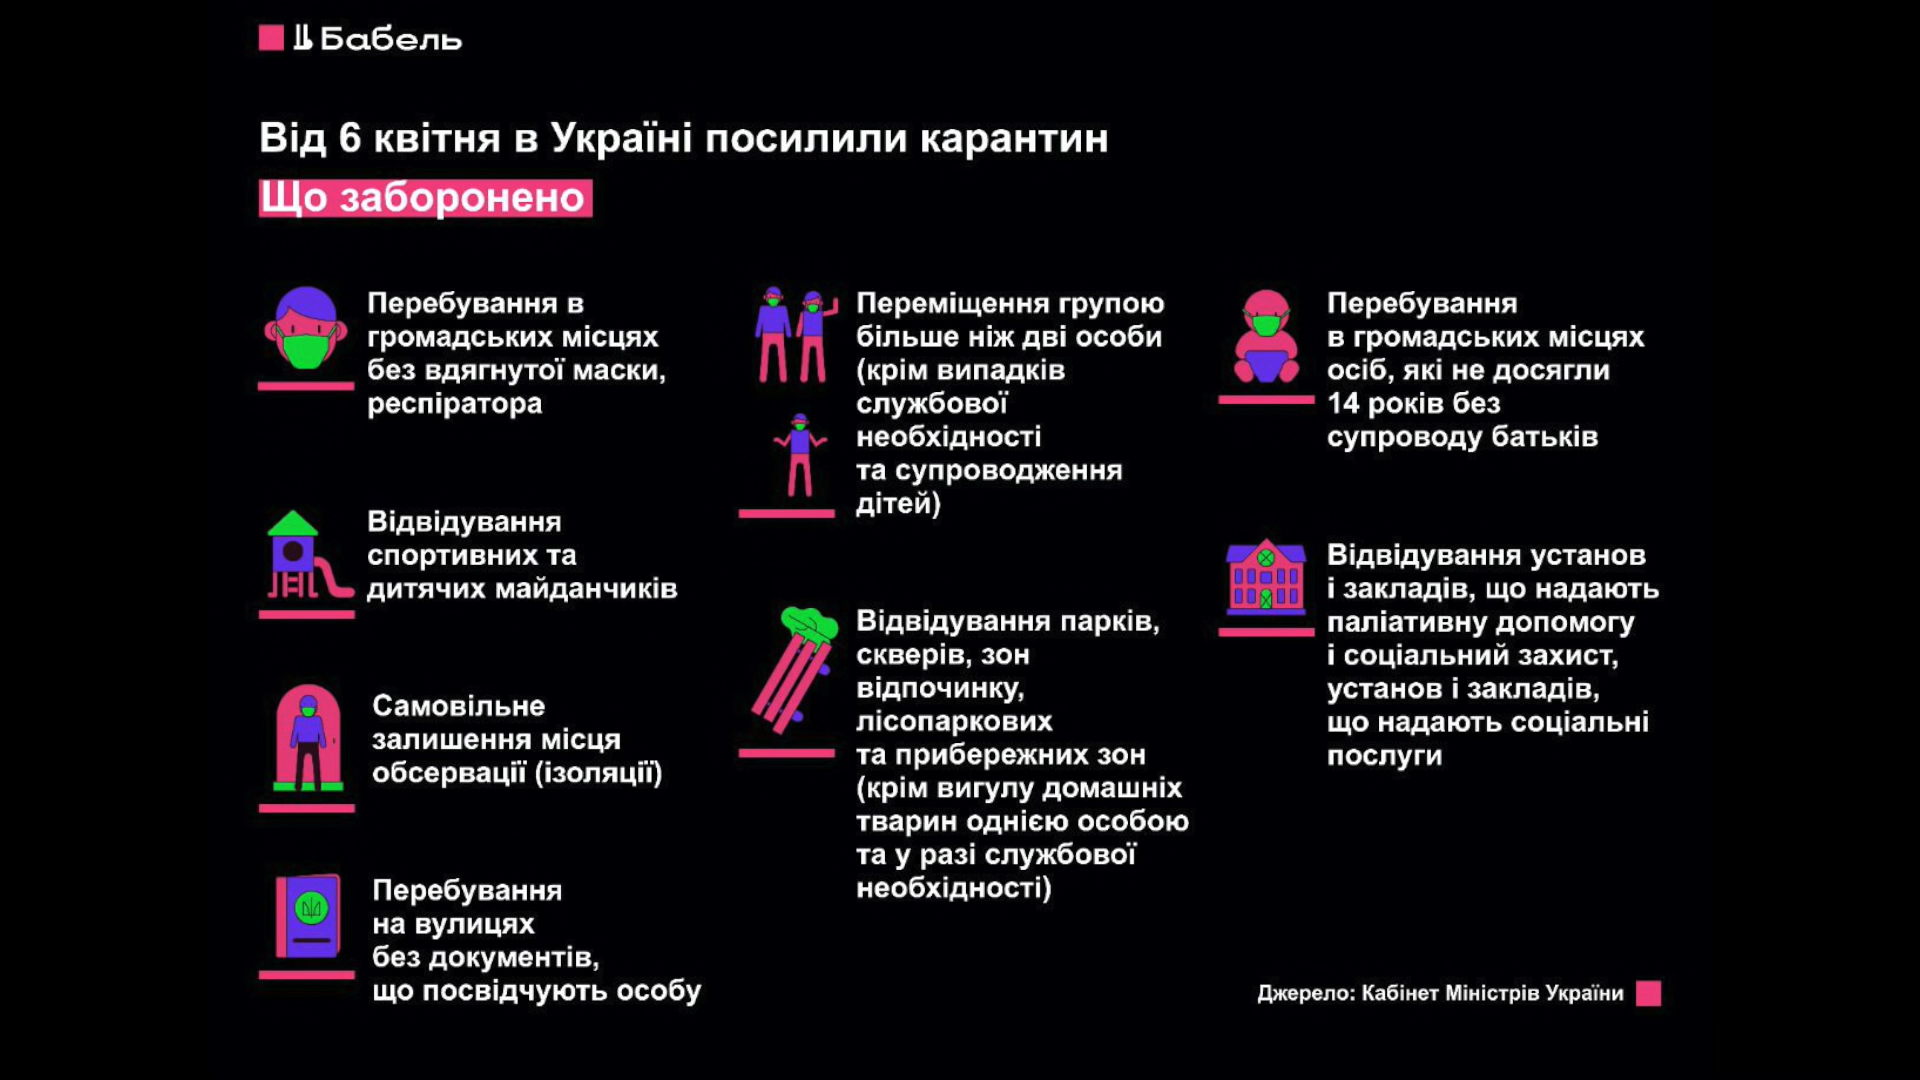 Бабель
Від 6 квітня в Україні посилили карантин
Що заборонено
Перебування в
громадських місцях
без вдягнутої маски,
респіратора
Відвідування
спортивних та
дитячих майданчиків
Самовільне
залишення місця
обсервації (ізоляції)
Перебування
на вулицях
без документів,
що посвідчують особу
Переміщення групою
більше ніж дві особи
(крім випадків
службової
необхідності
та супроводження
дітей)
Відвідування парків,
скверів, зон
відпочинку,
лісопаркових
та прибережних зон
(крім вигулу домашніх
тварин однією особою
та у разі службової
необхідності)
Перебування
в громадських місцях
осіб, які не досягли
14 років без
супроводу батьків
Відвідування установ
і закладів, що надають
паліативну допомогу
і соціальний захист,
установ і закладів,
що надають соціальні
послуги
Джерело: Кабінет Міністрів України